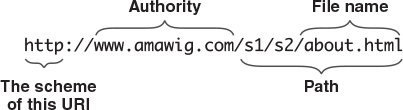 Authority File name
http://www.amawig.com/s1/s2/about.html
The scheme Path
of this URI